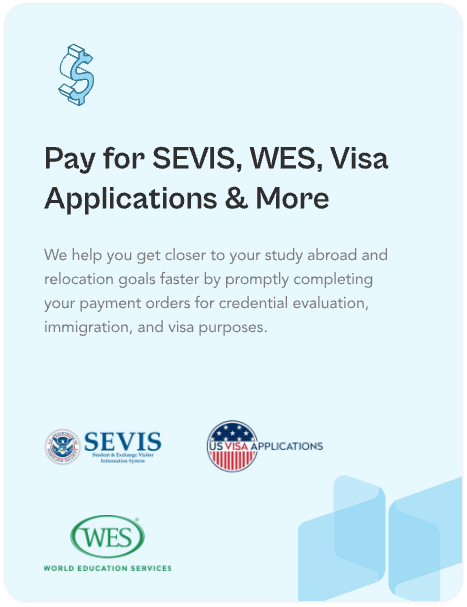 Pay for SEVIS, WES, Visa
Applications & More
We help you get closer to your study abroad and
relocation goals faster by promptly completing
your payment orders for credential evaluation,
immigration, and visa purposes.
SEVIS
Student & Exchange Visitor
Information System
US VISA APPLICATIONS
WES
WORLD EDUCATION SERVICES